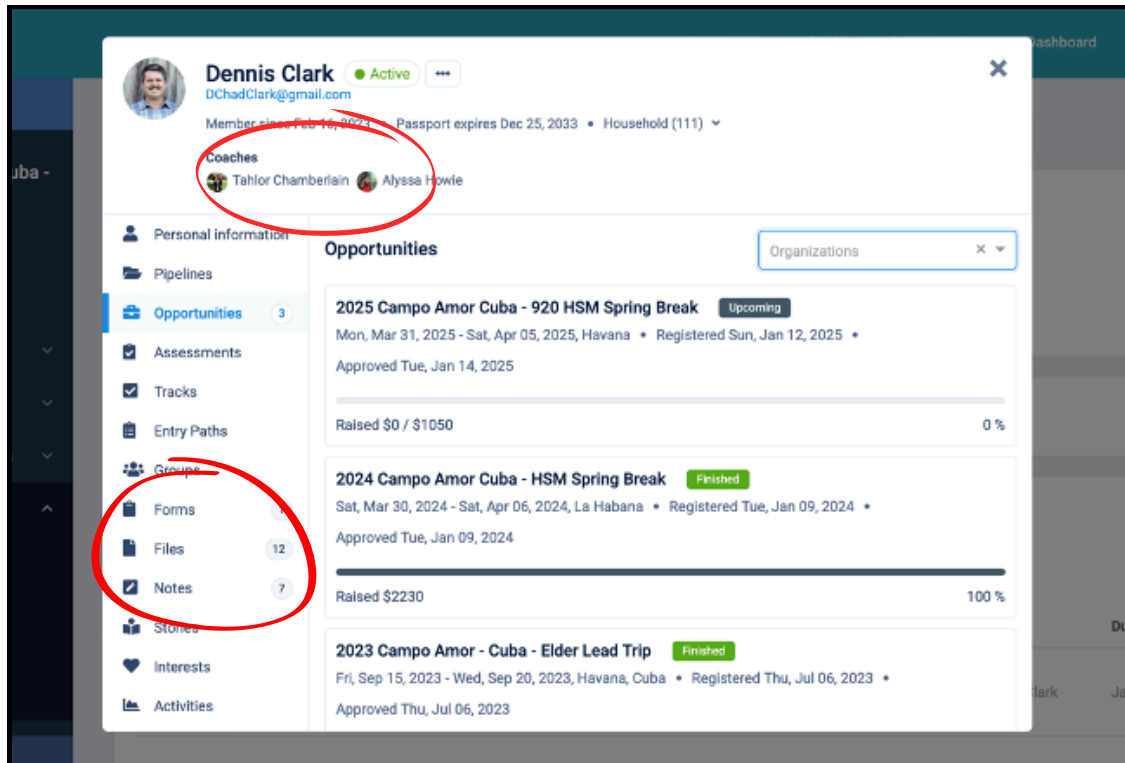 Dashboard
Dennis Clark
Active
DChadClark@gmail.com
Member since Feb 16, 2023 • Passport expires Dec 25, 2033 • Household (111)
Coaches
Tahlor Chamberlain Alyssa Howie
uba -
Personal information
Pipelines
Opportunities 3
Assessments
Tracks
Entry Paths
Groups
Forms
Files 12
Notes 7
Stories
Interests
Activities
Opportunities
Organizations
2025 Campo Amor Cuba - 920 HSM Spring Break Upcoming
Mon, Mar 31, 2025 - Sat, Apr 05, 2025, Havana • Registered Sun, Jan 12, 2025 •
Approved Tue, Jan 14, 2025
Raised $0 / $1050 0 %
2024 Campo Amor Cuba - HSM Spring Break Finished
Sat, Mar 30, 2024 - Sat, Apr 06, 2024, La Habana • Registered Tue, Jan 09, 2024 •
Approved Tue, Jan 09, 2024
Raised $2230 100 %
2023 Campo Amor - Cuba - Elder Lead Trip Finished
Fri, Sep 15, 2023 - Wed, Sep 20, 2023, Havana, Cuba • Registered Thu, Jul 06, 2023 •
Approved Thu, Jul 06, 2023
Du
lark
Ja